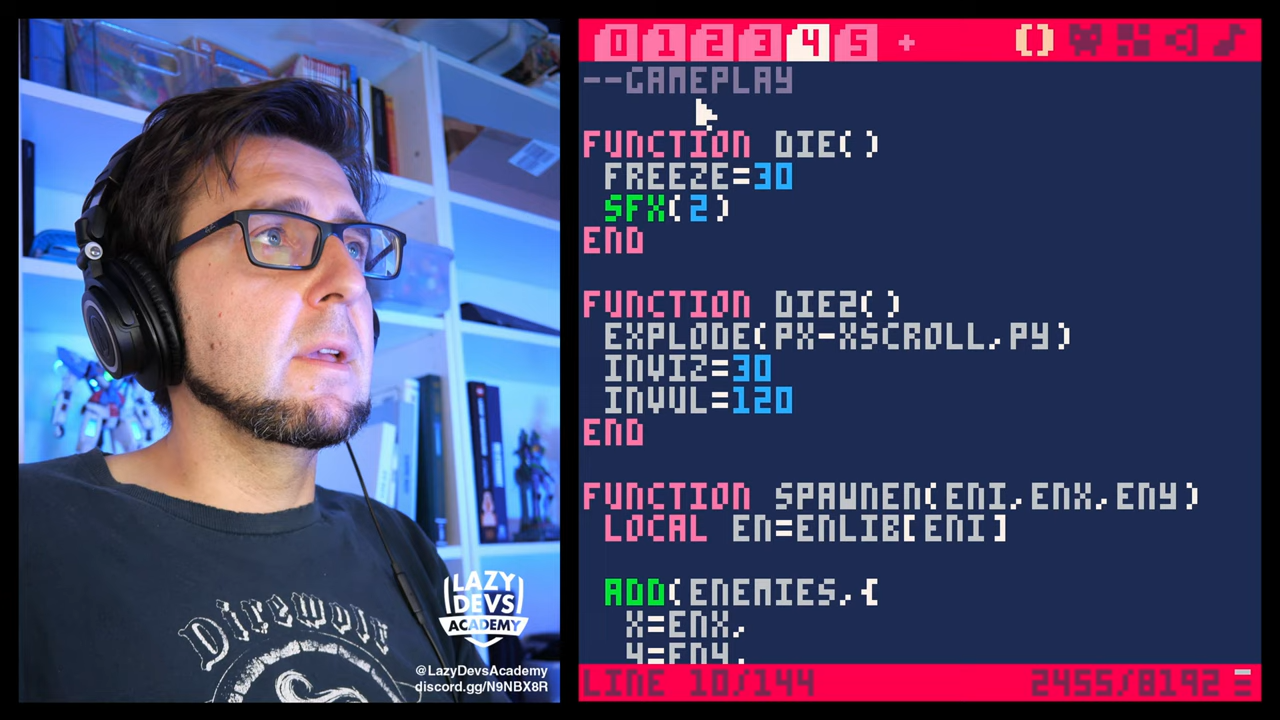 0 1 2 3 4 5 +
--GAMEPLAY
FUNCTION DIE()
FREEZE=30
SFX(2)
END
FUNCTION DIE2()
EXPLODE(PX-XSCROLL,PY)
INVIZ=30
INVUL=120
END
FUNCTION SPAWNEN(ENI,ENX,ENY)
LOCAL EN=ENLIB[ENI]
ADD(ENEMIES,{
X=ENX,
Y=ENY,
LINE 10/144 2455/8192
Direwolf
LAZY
DEVS
ACADEMY
@LazyDevsAcademy
discord.gg/N9NBX8R